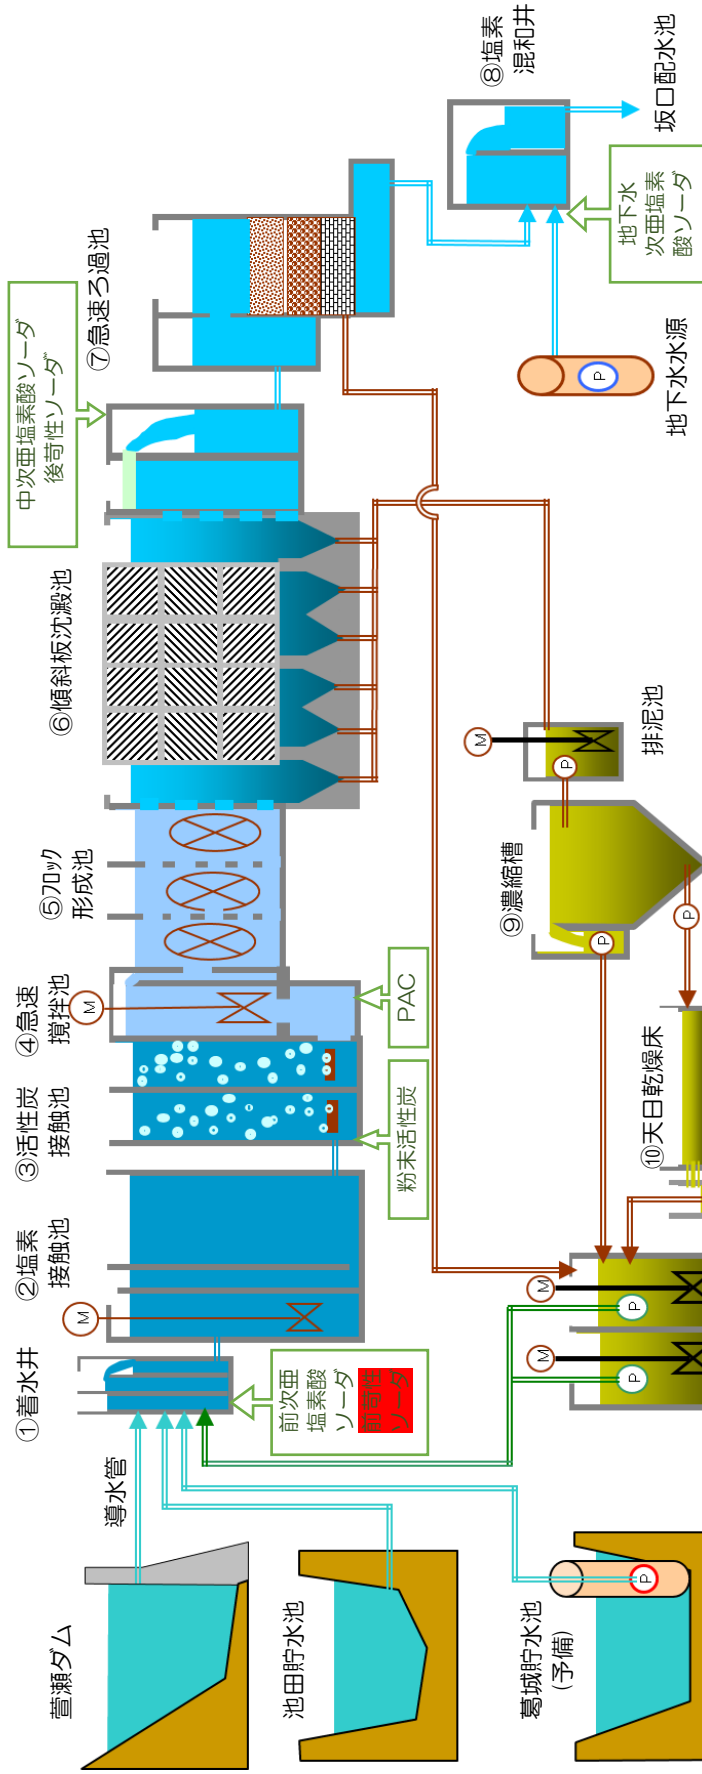 萱瀬ダム
池田貯水池
葛城貯水池
(予備)
導水管
①着水井
前次亜
塩素酸
ソーダ
前苛性
ソーダ
②塩素
接触池
M
③活性炭
接触池
粉末活性炭
④急速
攪拌池
M
PAC
⑤フロック
形成池
⑥傾斜板沈澱池
中次亜塩素酸ソーダ
後苛性ソーダ
⑦急速ろ過池
⑧塩素
混和井
坂口配水池
地下水
次亜塩素
酸ソーダ
地下水水源
P
排泥池
M
P
⑨濃縮槽
P
P
⑩天日乾燥床
M
M
P
P
P